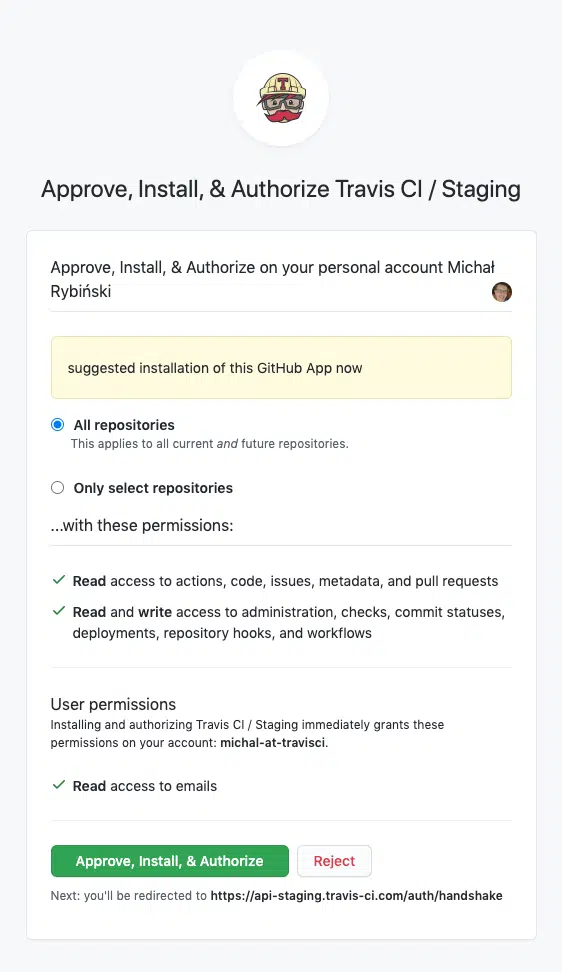 T
Approve, Install, & Authorize Travis CI / Staging
Approve, Install, & Authorize on your personal account Michał
Rybiński
suggested installation of this GitHub App now
All repositories
This applies to all current and future repositories.
Only select repositories
...with these permissions:
Read access to actions, code, issues, metadata, and pull requests
Read and write access to administration, checks, commit statuses,
deployments, repository hooks, and workflows
User permissions
Installing and authorizing Travis CI / Staging immediately grants these
permissions on your account: michal-at-travisci.
Read access to emails
Approve, Install, & Authorize
Reject
Next: you'll be redirected to https://api-staging.travis-ci.com/auth/handshake